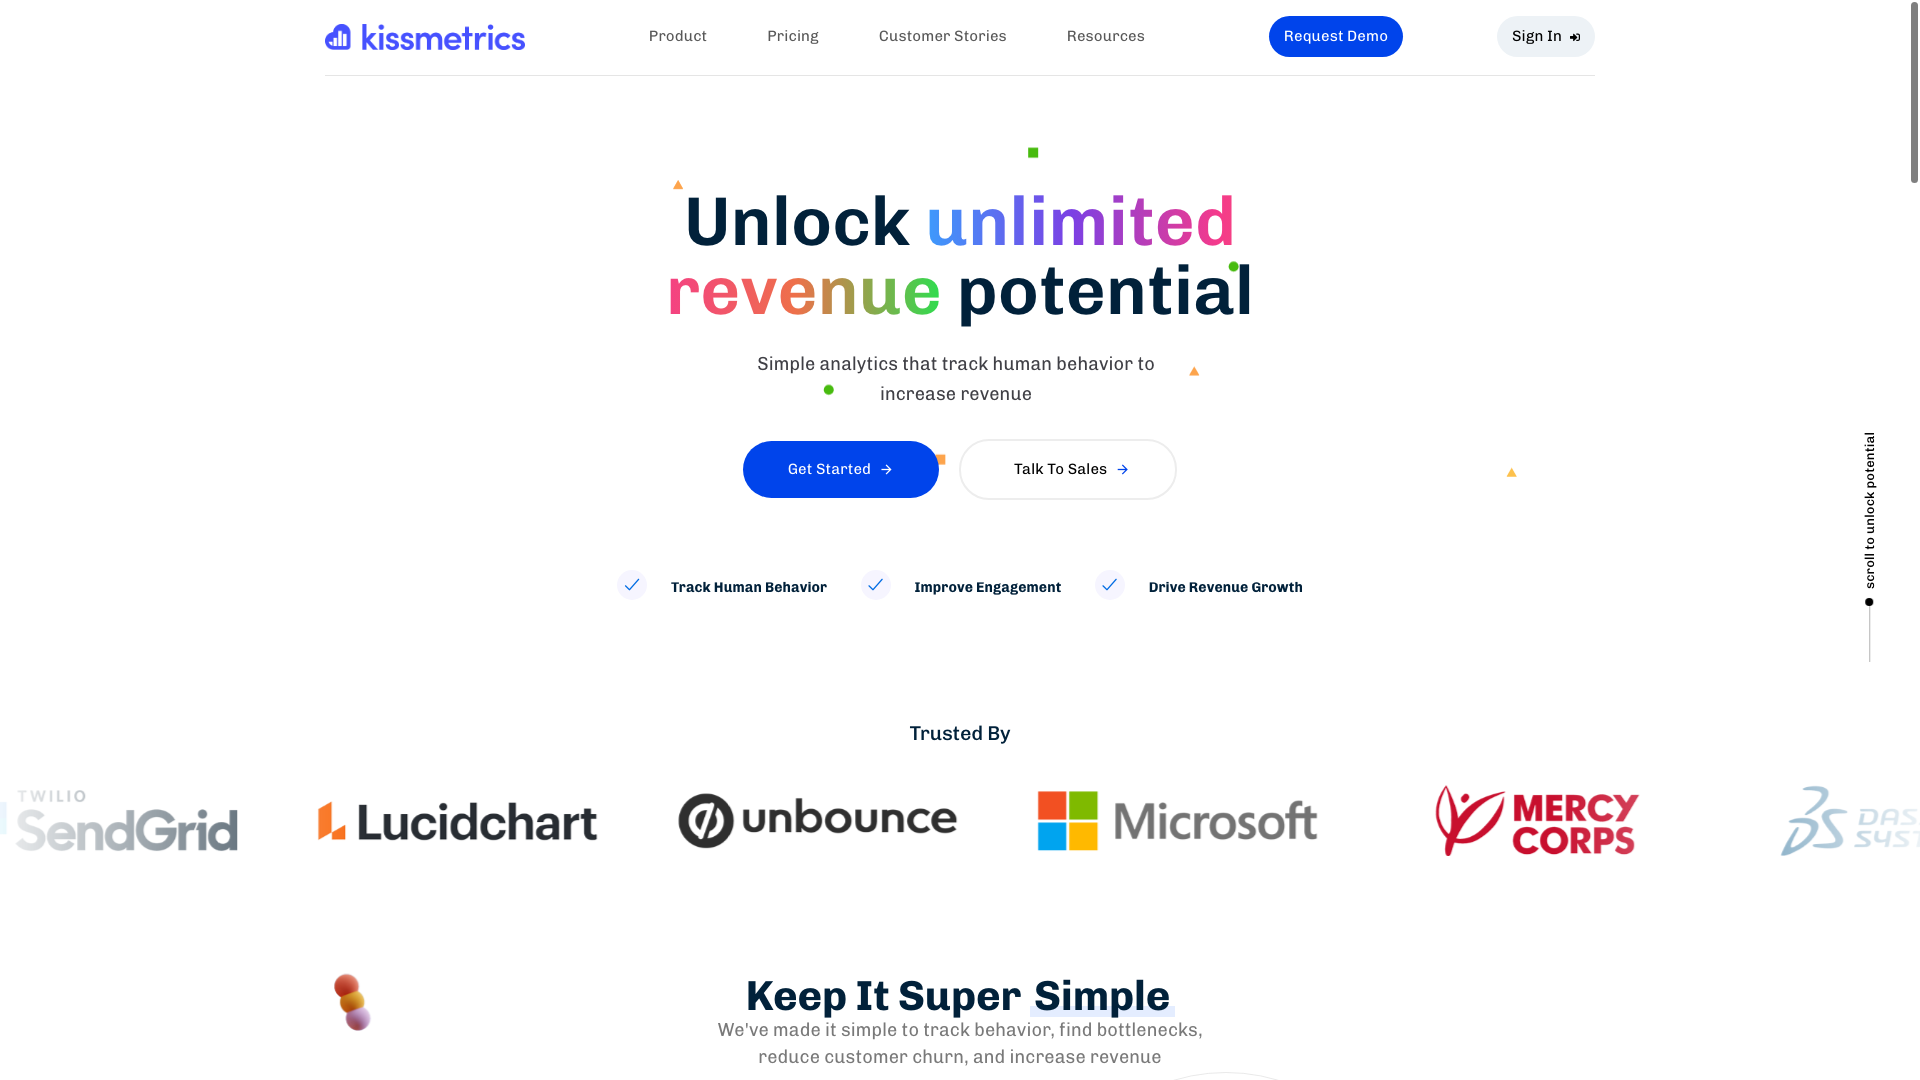 kissmetrics
Product
Pricing
Customer Stories
Resources
Request Demo
Sign In
Unlock unlimited
revenue potential
Simple analytics that track human behavior to
increase revenue
Get Started
Talk To Sales
scroll to unlock potential
Track Human Behavior
Improve Engagement
Drive Revenue Growth
Trusted By
TWILIO
SendGrid
Lucidchart
unbounce
Microsoft
MERCY
CORPS
Keep It Super Simple
We've made it simple to track behavior, find bottlenecks,
reduce customer churn, and increase revenue